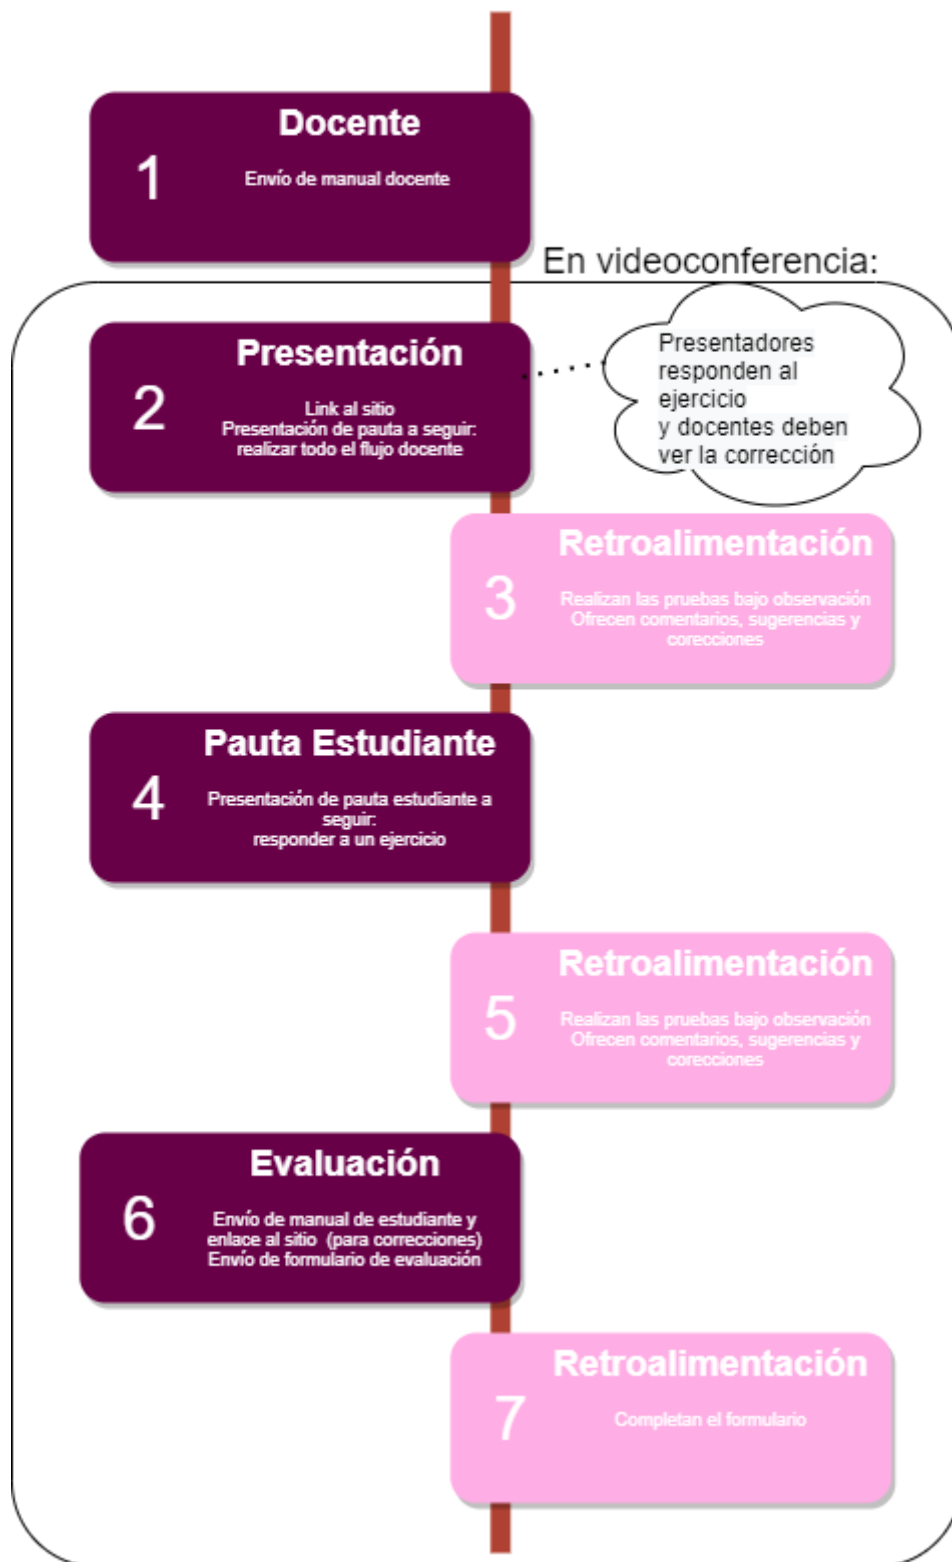 Docente
1
Envío de manual docente
En videoconferencia:
Presentación
2
Link al sitio
Presentación de pauta a seguir:
realizar todo el flujo docente
Presentadores
responden al
ejercicio
y docentes deben
ver la corrección
Retroalimentación
3
Realizan las pruebas bajo observación
Ofrecen comentarios, sugerencias y
corecciones
Pauta Estudiante
4
Presentación de pauta estudiante a
seguir:
responder a un ejercicio
Retroalimentación
5
Realizan las pruebas bajo observación
Ofrecen comentarios, sugerencias y
corecciones
Evaluación
6
Envío de manual de estudiante y
enlace al sitio (para correcciones)
Envío de formulario de evaluación
Retroalimentación
7
Completan el formulario